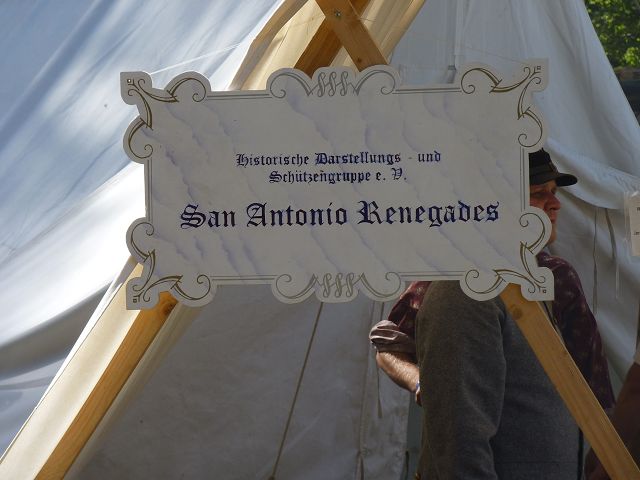 Historische Darstellungs - und
Schützengruppe e. V.
San Antonio Renegades